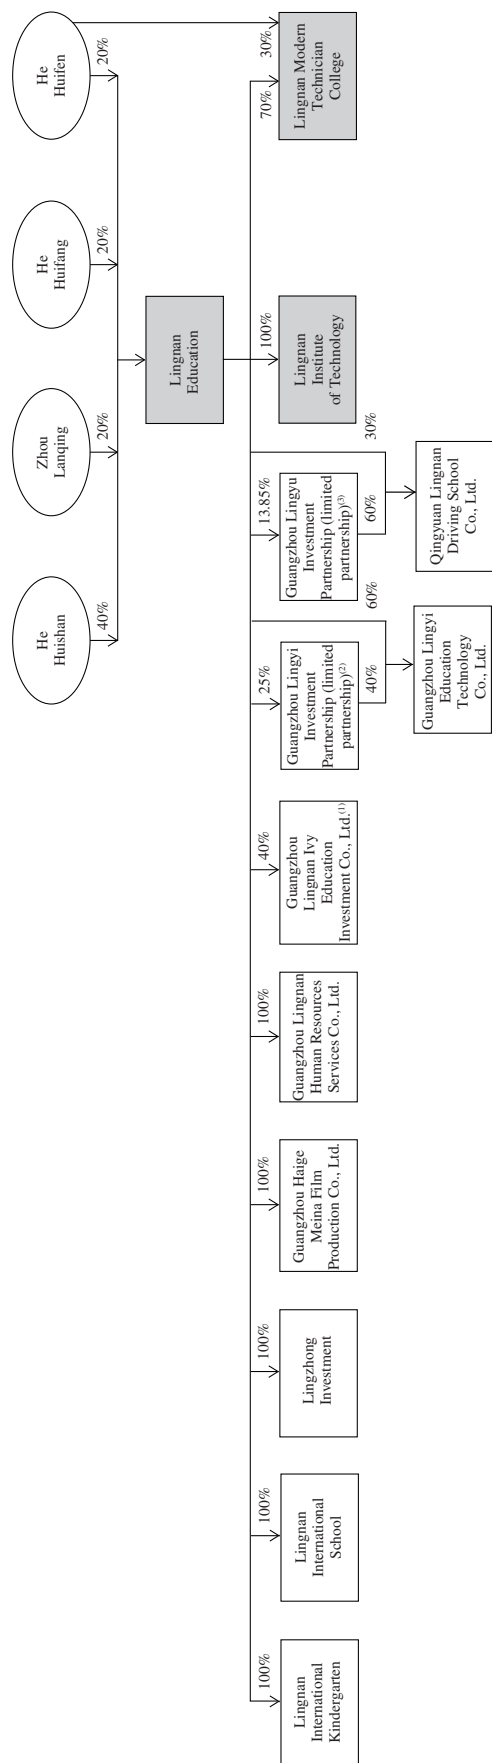 He
Huishan
Zhou
Lanqing
He
Huifang
He
Huifen
40%
20%
20%
20%
Lingnan
Education
100%
100%
100%
100%
100%
40%
25%
13.85%
100%
70%
30%
Lingnan
International
Kindergarten
Lingnan
International
School
Lingzhong
Investment
Guangzhou Haige
Meina Film
Production Co., Ltd.
Guangzhou Lingnan
Human Resources
Services Co., Ltd.
Guangzhou
Lingnan Ivy
Education
Investment Co., Ltd.(1)
Guangzhou Lingyi
Investment
Partnership (limited
partnership)(2)
Guangzhou Lingyu
Investment
Partnership (limited
partnership)(3)
Lingnan
Institute
of Technology
Lingnan Modern
Technician
College
40%
60%
60%
30%
Guangzhou Lingyi
Education
Technology
Co., Ltd.
Qingyuan Lingnan
Driving School
Co., Ltd.